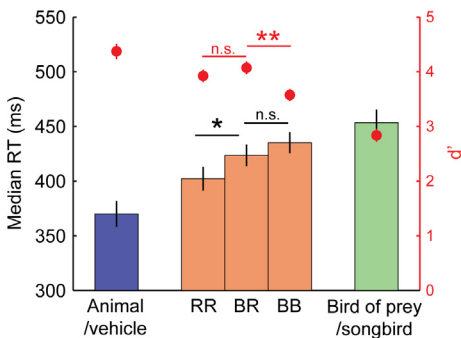 550
500
450
400
350
300
Median RT (ms)
5
4
3
2
1
0
d'
n.s.
**
*
n.s.
Animal
/vehicle
RR
BR
BB
Bird of prey
/songbird